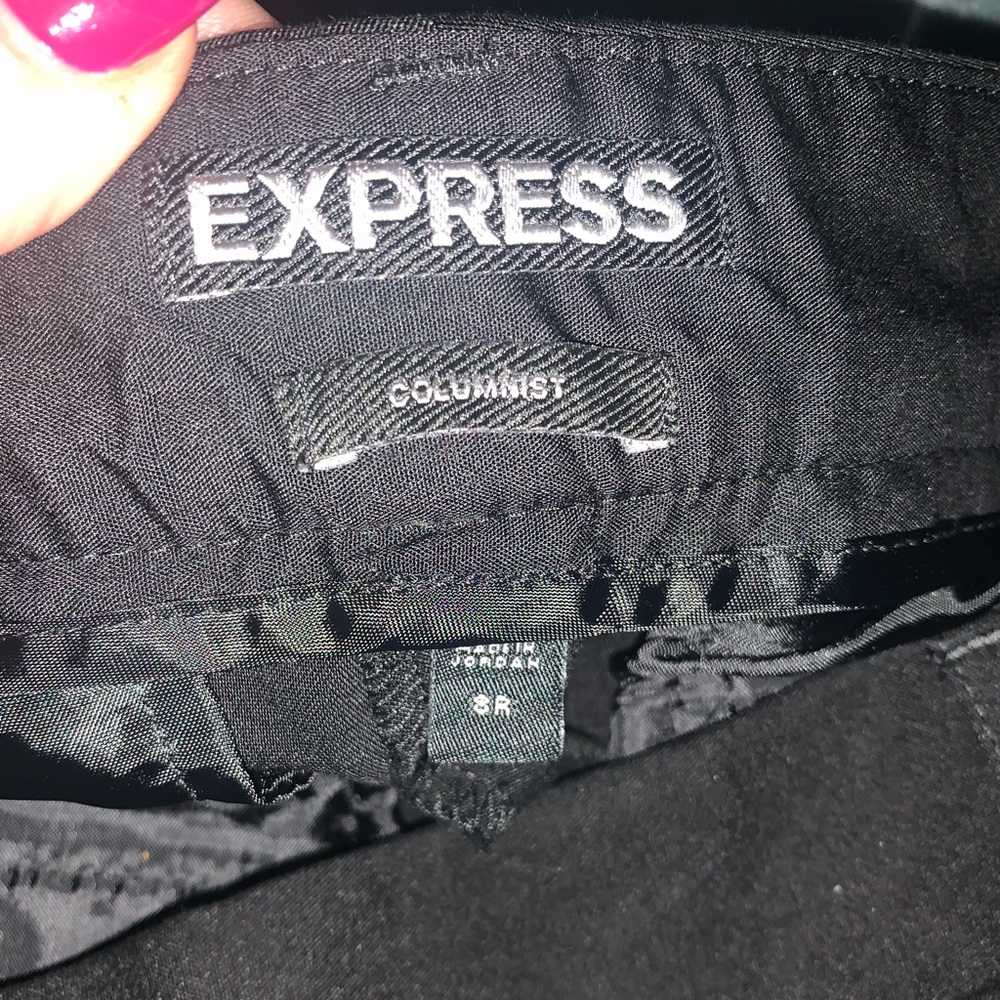 EXPRESS
COLUMNIST
MADE IN
JORDAN
8R